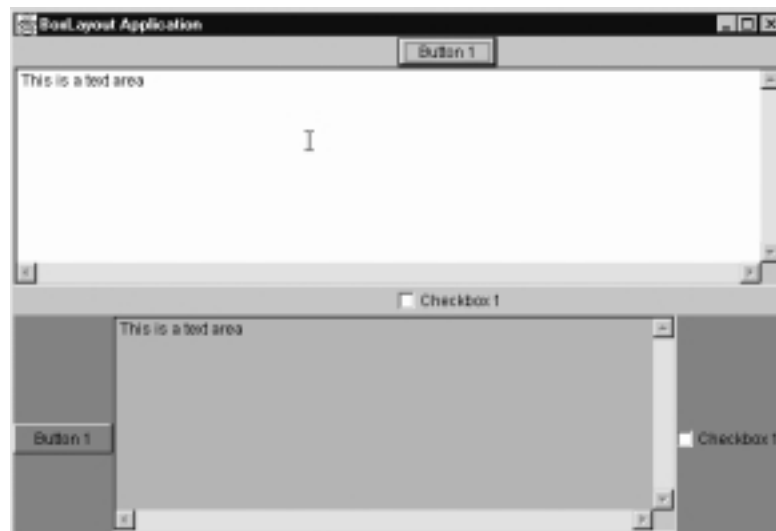 BoxLayout Application
Button 1
This is a text area
Checkbox 1
This is a text area
Button 1
Checkbox 1